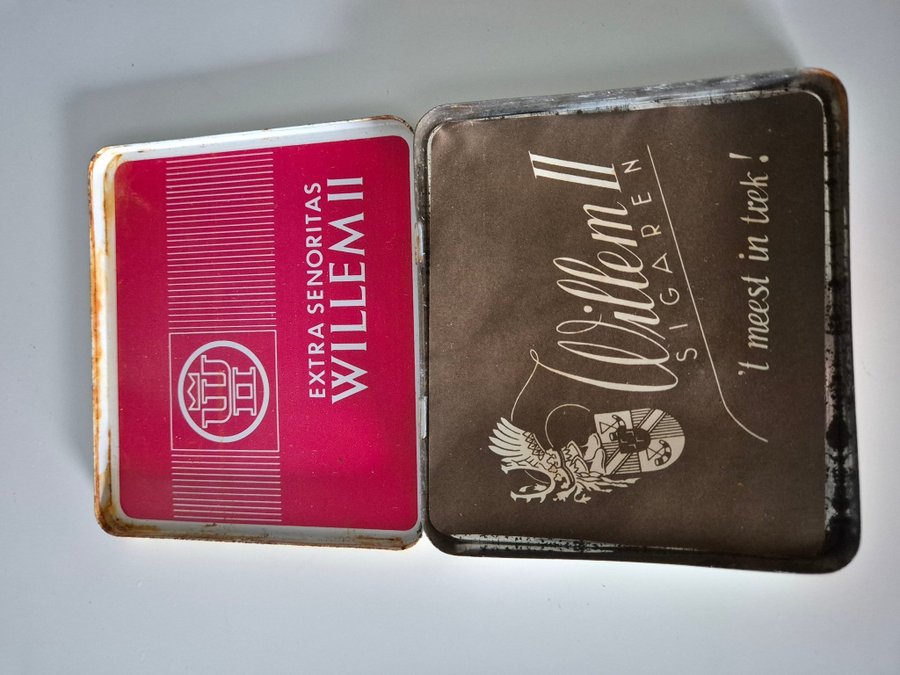 EXTRA SENORITAS
WILLEM II
Willem II
SIGAREN
't meest in trek!